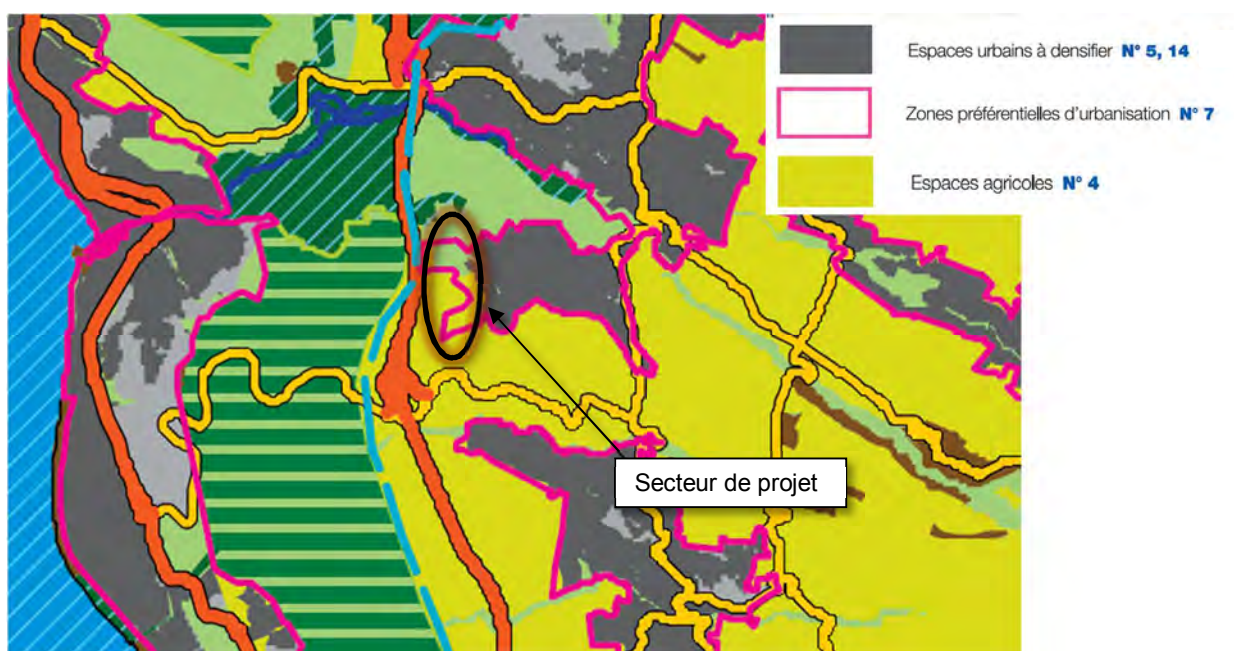 Espaces urbains à densifier N° 5, 14
Zones préférentielles d'urbanisation N° 7
Espaces agricoles N° 4
Secteur de projet